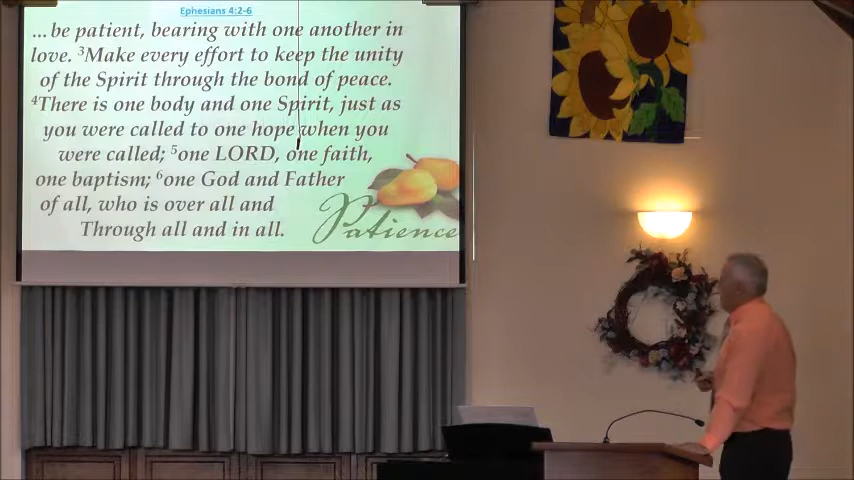 Ephesians 4:2-6
...be patient, bearing with one another in
love. ³Make every effort to keep the unity
of the Spirit through the bond of peace.
⁴There is one body and one Spirit, just as
you were called to one hope when you
were called; ⁵one LORD, one faith,
one baptism; ⁶one God and Father
of all, who is over all and
Through all and in all.
Patience